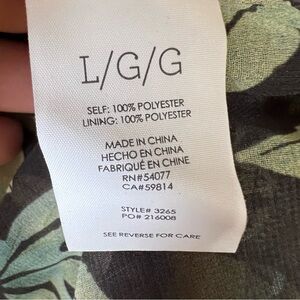 L/G/G
SELF: 100% POLYESTER
LINING: 100% POLYESTER
MADE IN CHINA
HECHO EN CHINA
FABRIQUÉ EN CHINE
RN#54077
CA#59814
STYLE# 3265
PO# 216008
SEE REVERSE FOR CARE